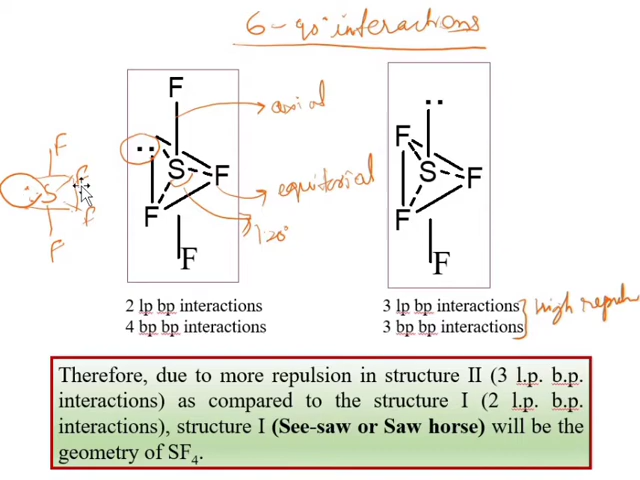 6 - 90° interactions
F
axial
F
:
S
F
equitorial
F
120°
F
..
F
S
F
F
F
F
S
F
F
F
2 lp bp interactions
4 bp bp interactions
3 lp bp interactions
3 bp bp interactions
high repuls
Therefore, due to more repulsion in structure II (3 l.p. b.p.
interactions) as compared to the structure I (2 l.p. b.p.
interactions), structure I (See-saw or Saw horse) will be the
geometry of SF₄.